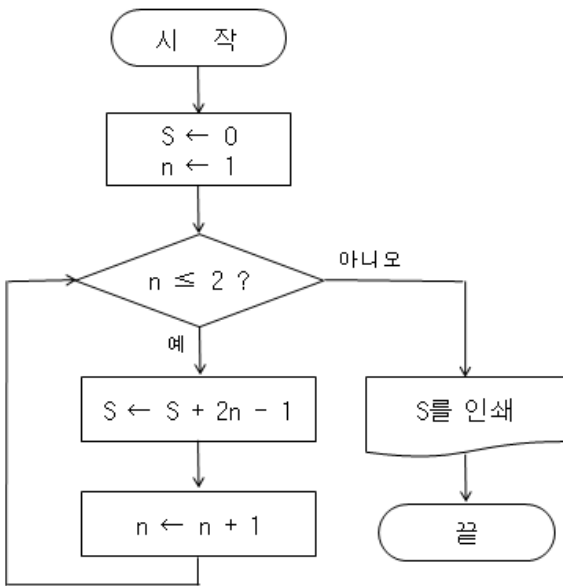 시 작
S ← 0
n ← 1
n ≤ 2 ?
아니오
예
S ← S + 2n - 1
S를 인쇄
n ← n + 1
끝